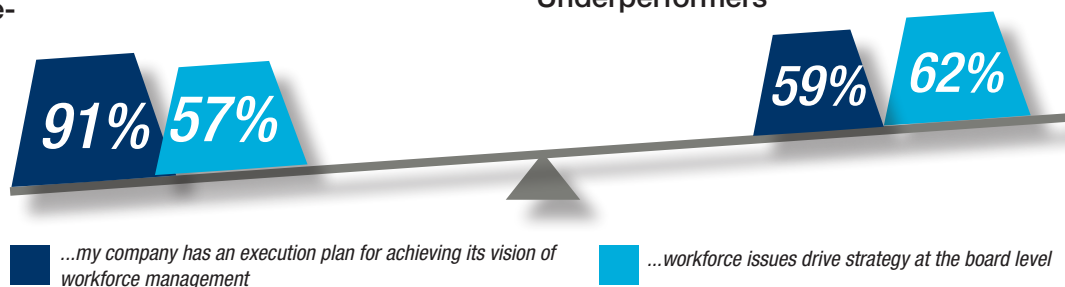 e-
Underperformers
91% 57%
59% 62%
...my company has an execution plan for achieving its vision of
workforce management
...workforce issues drive strategy at the board level